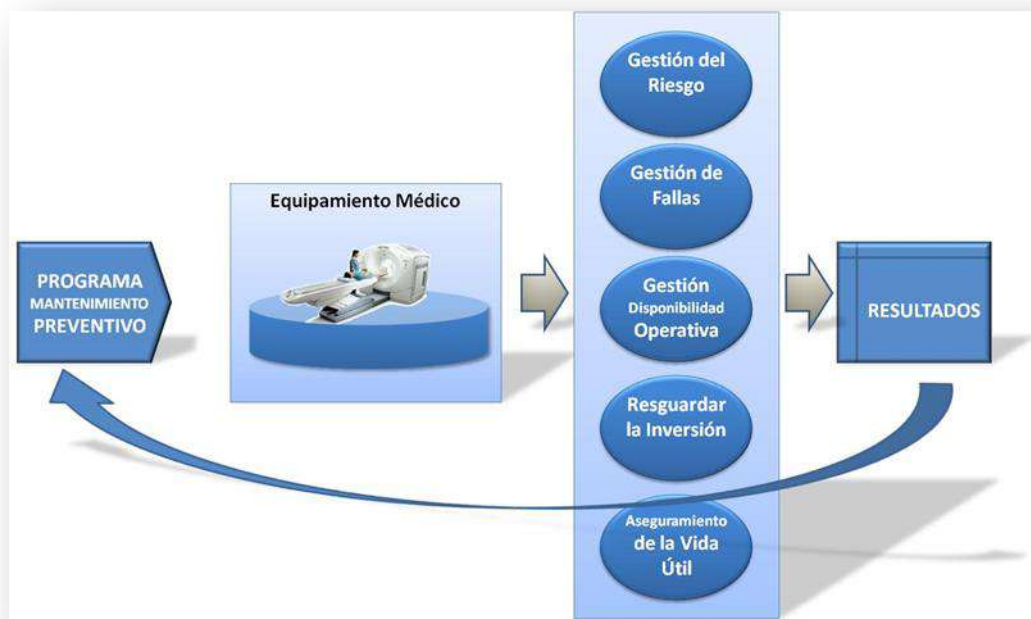 PROGRAMA
MANTENIMIENTO
PREVENTIVO
Equipamiento Médico
Gestión del
Riesgo
Gestión de
Fallas
Gestión
Disponibilidad
Operativa
Resguardar
la Inversión
Aseguramiento
de la Vida
Útil
RESULTADOS